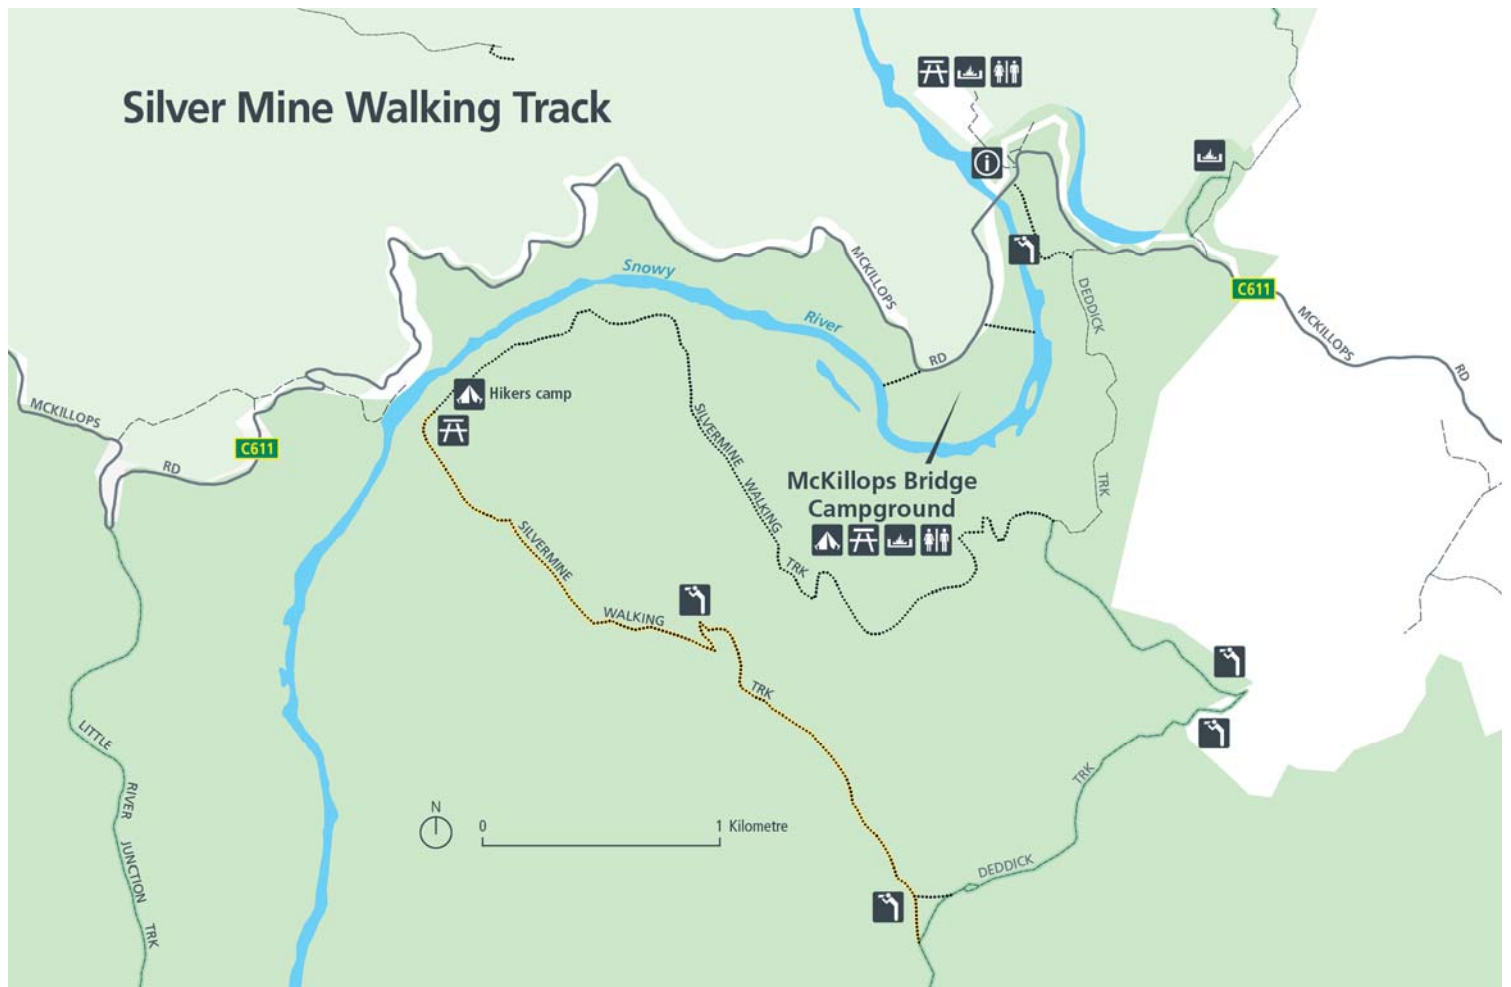 Silver Mine Walking Track
i
MCKILLOPS
RD
Snowy
River
DEDDICK
TRK
C611
MCKILLOPS
RD
Hikers camp
MCKILLOPS
RD
C611
SILVERMINE
WALKING
TRK
McKillops Bridge
Campground
SILVERMINE
WALKING
TRK
LITTLE
RIVER
JUNCTION
TRK
N
0
1 Kilometre
TRK
DEDDICK